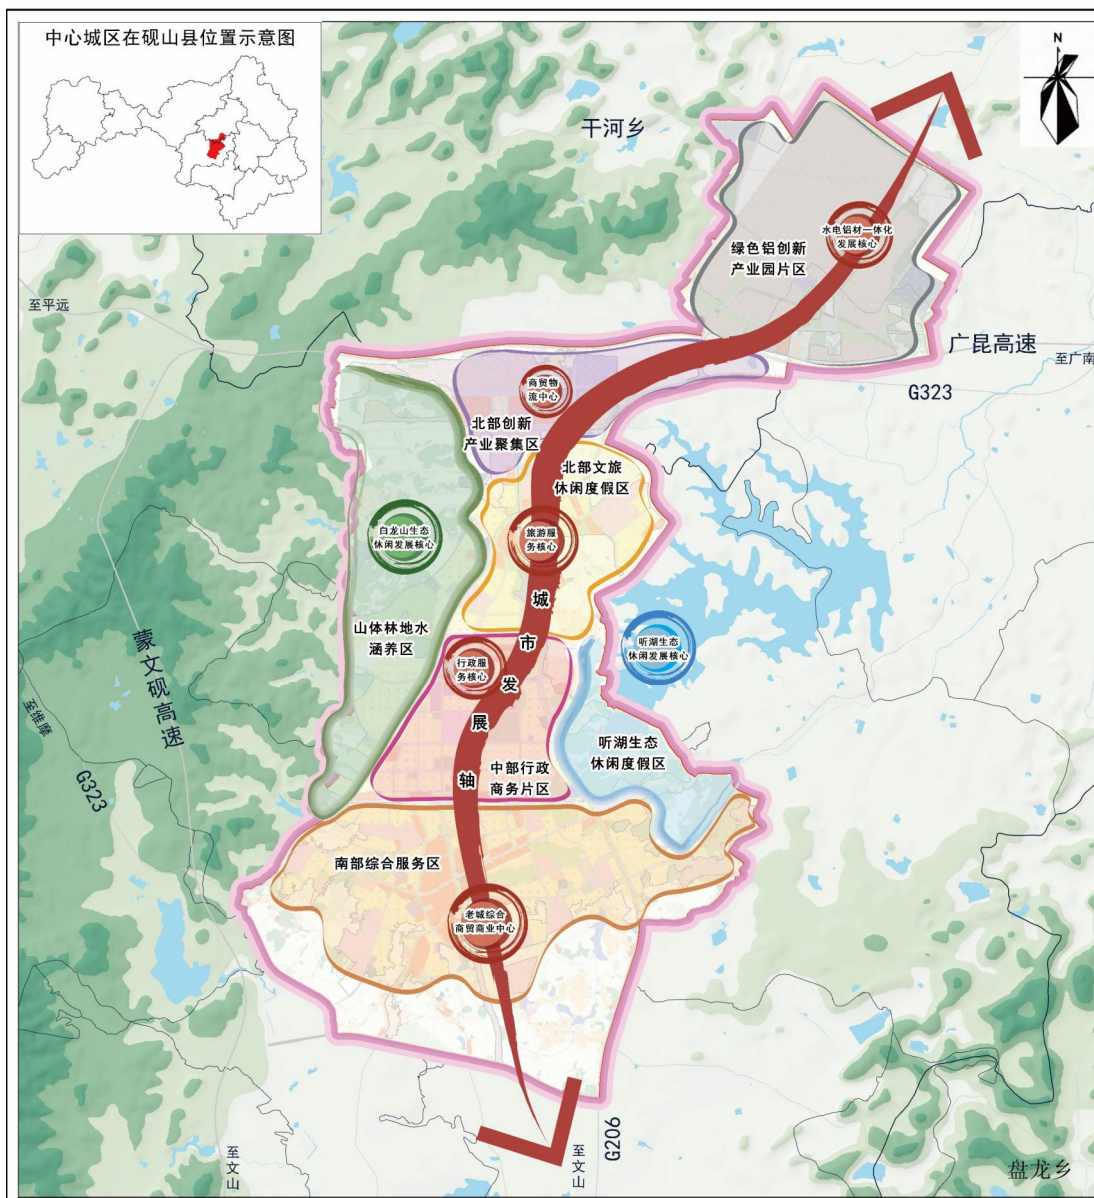 中心城区在砚山县位置示意图
N
干河乡
水电铝材一体化
发展核心
绿色铝创新
产业园片区
至平远
广昆高速
至广南
G323
商贸物
流中心
北部创新
产业聚集区
北部文旅
休闲度假区
白龙山生态
休闲发展核心
旅游服
务核心
城
市
发
展
轴
山体林地水
涵养区
听湖生态
休闲发展核心
行政服
务核心
蒙文砚高速
至维摩
G323
听湖生态
休闲度假区
中部行政
商务片区
南部综合服务区
老城综合
商贸商业中心
至文山
至文山
G206
盘龙乡